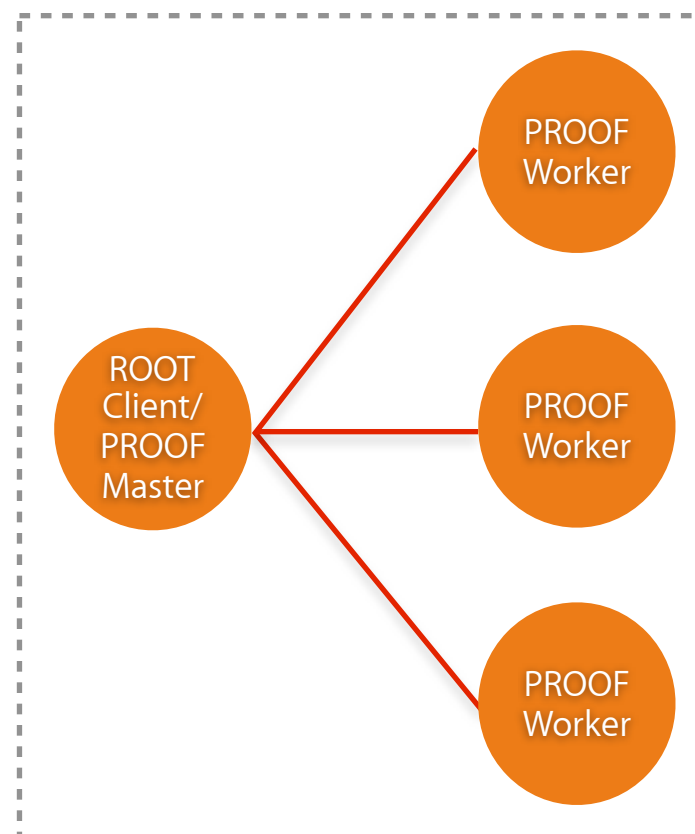 PROOF
Worker
ROOT
Client/
PROOF
Master
PROOF
Worker
PROOF
Worker